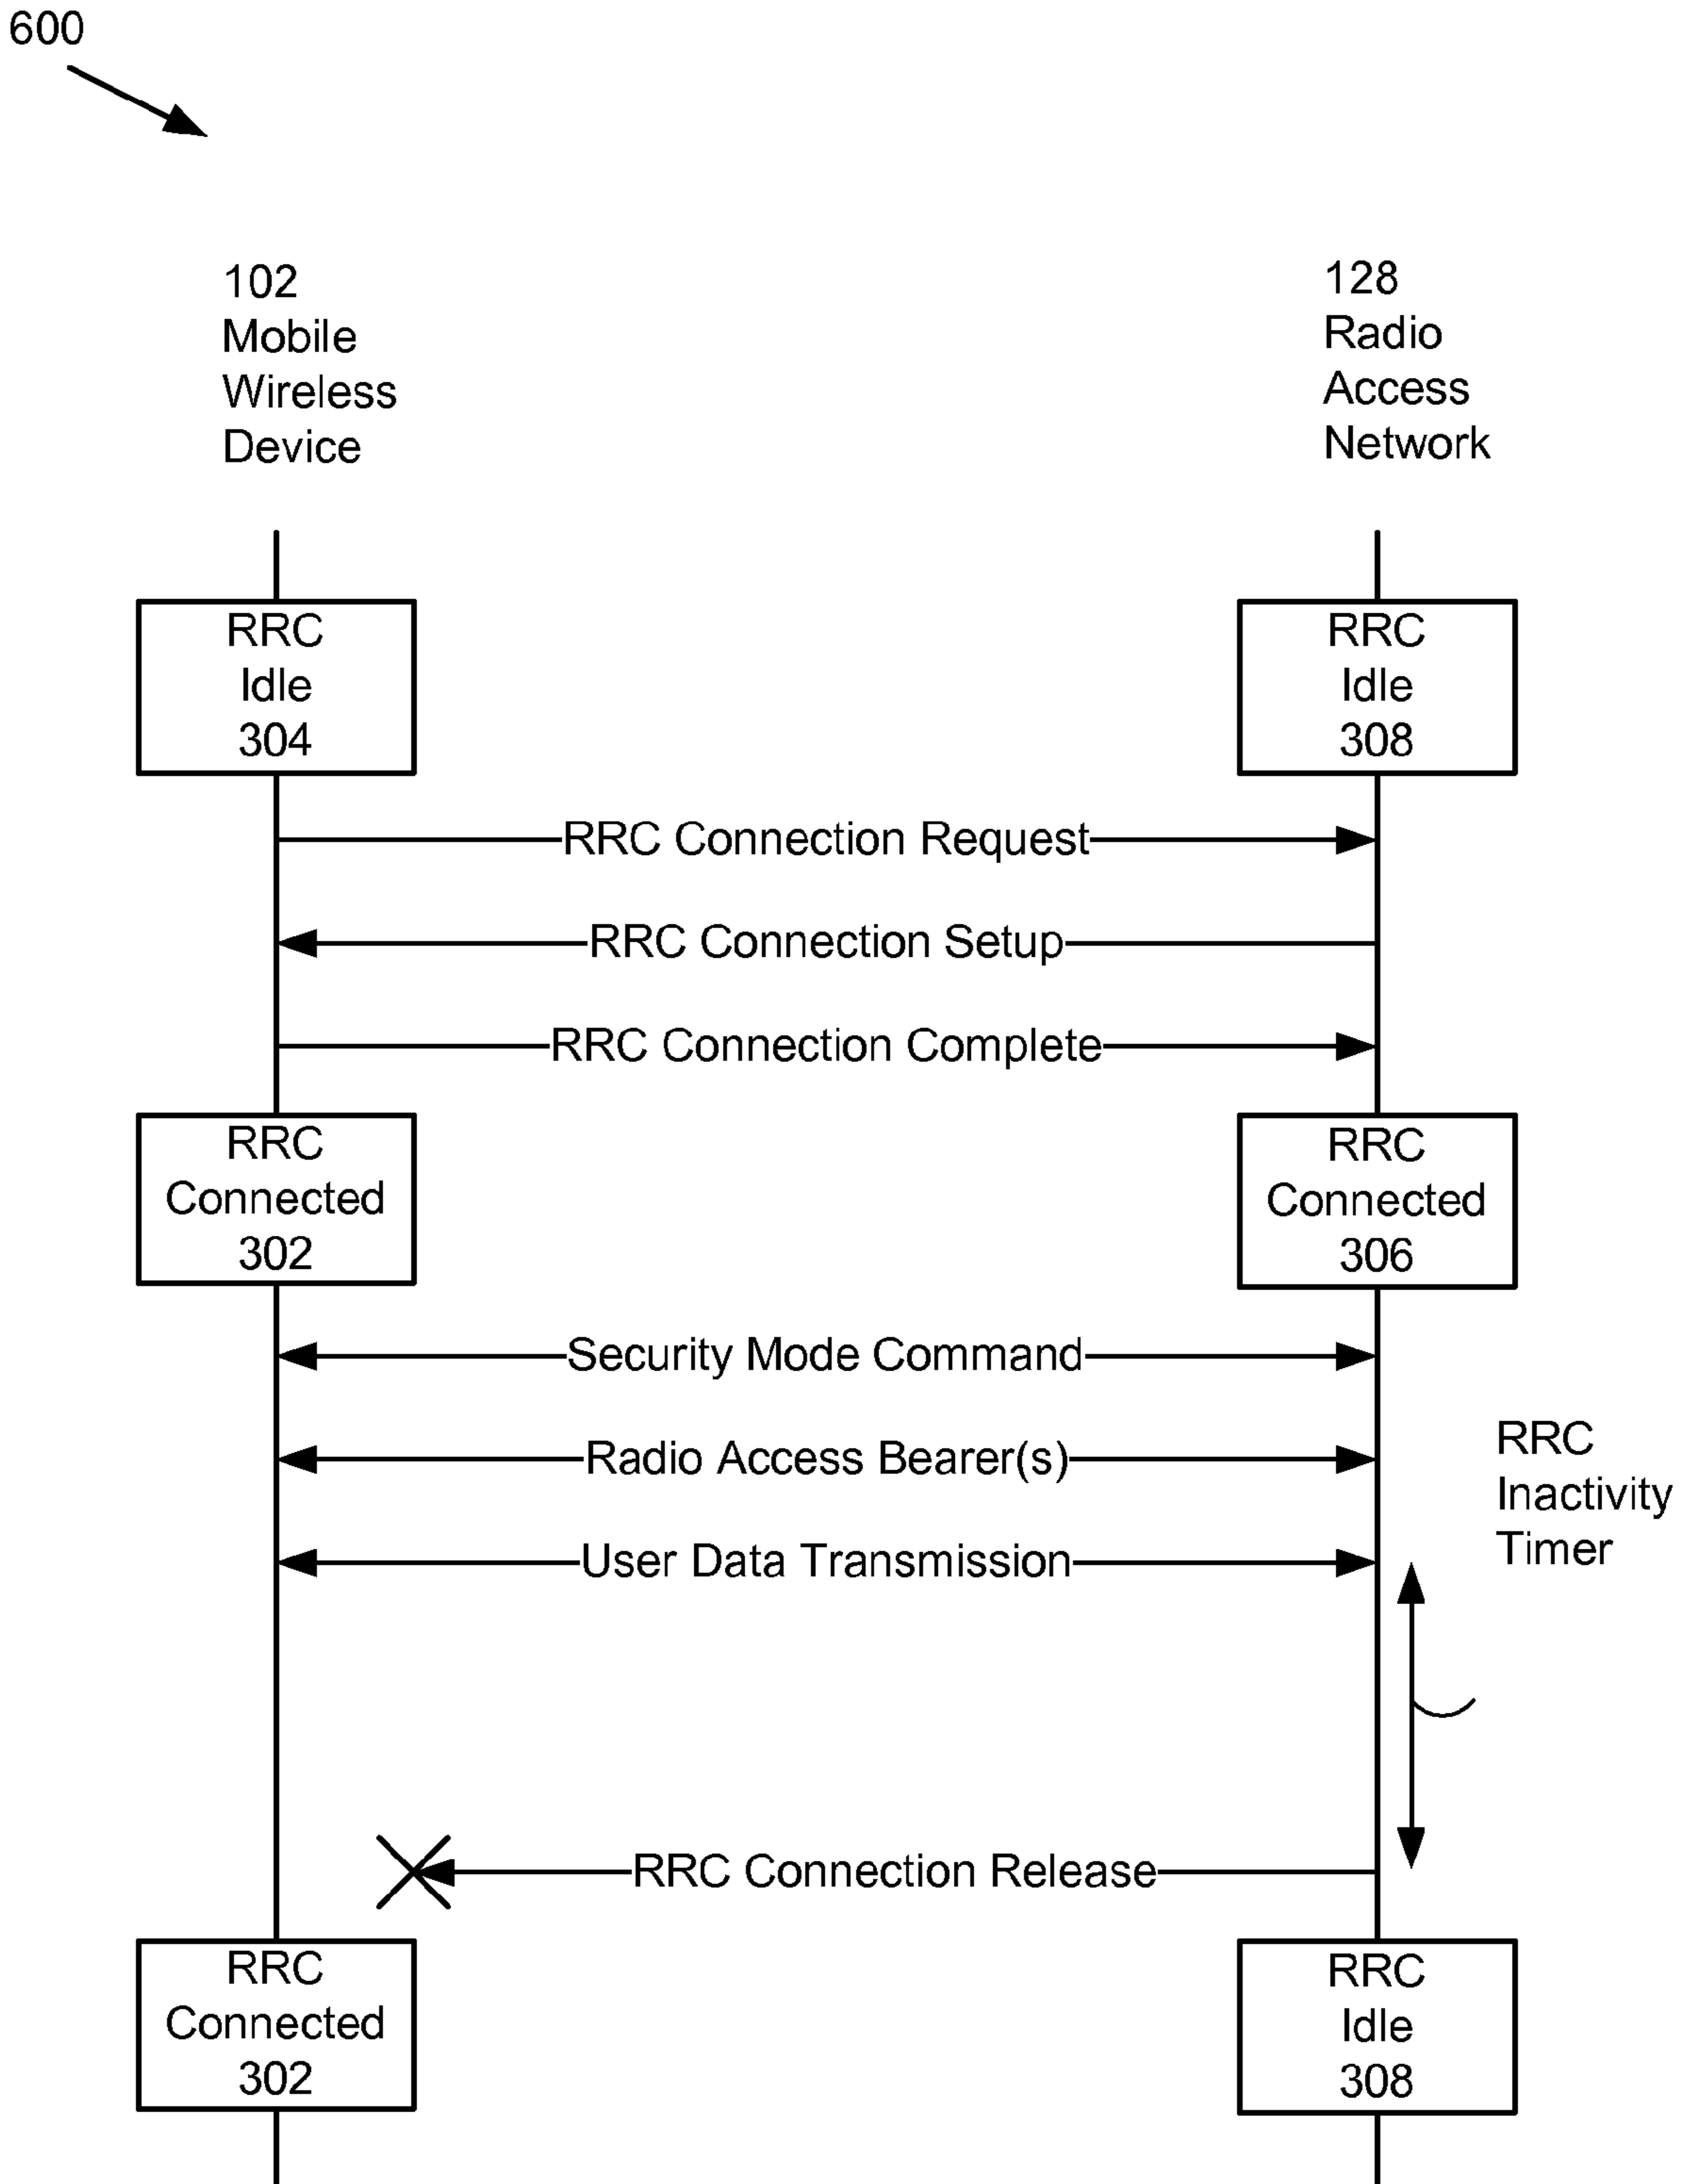 600
102
Mobile
Wireless
Device
128
Radio
Access
Network
RRC
Idle
304
RRC
Idle
308
RRC Connection Request
RRC Connection Setup
RRC Connection Complete
RRC
Connected
302
RRC
Connected
306
Security Mode Command
Radio Access Bearer(s)
User Data Transmission
RRC
Inactivity
Timer
RRC Connection Release
RRC
Connected
302
RRC
Idle
308